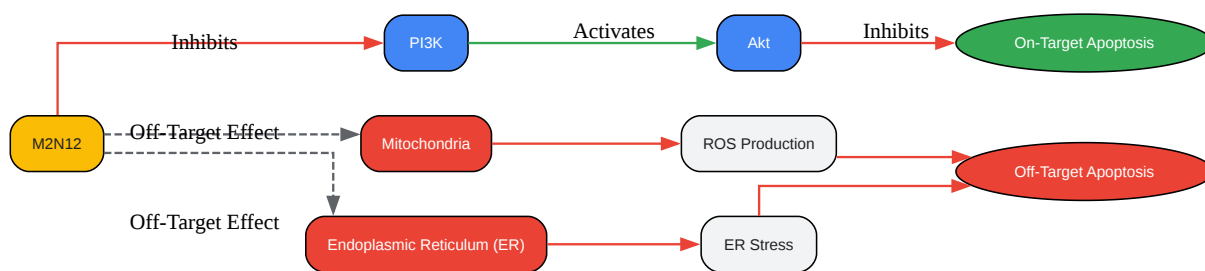 Inhibits
PI3K
Activates
Akt
Inhibits
On-Target Apoptosis
M2N12
Off-Target Effect
Mitochondria
ROS Production
Off-Target Apoptosis
Off-Target Effect
Endoplasmic Reticulum (ER)
ER Stress